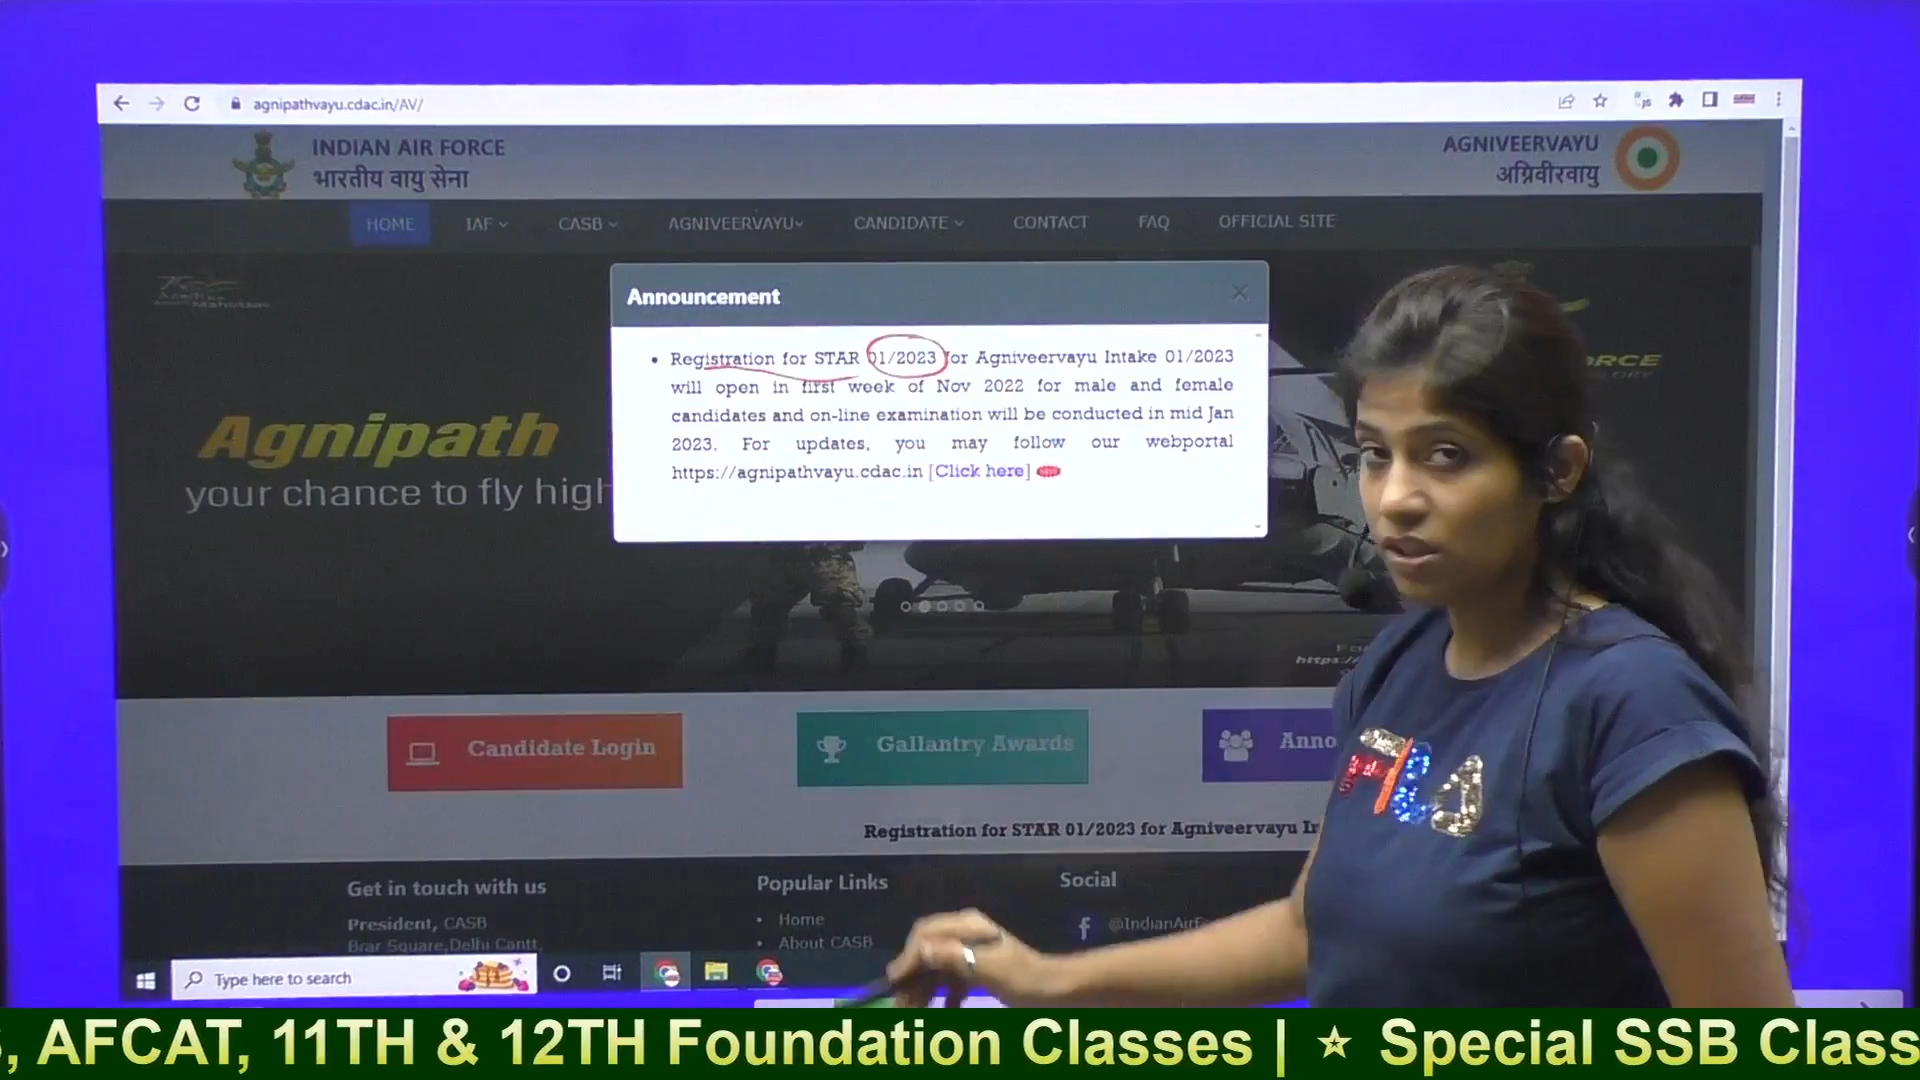 agnipathvayu.cdac.in/AV/
INDIAN AIR FORCE
भारतीय वायु सेना
AGNIVEERVAYU
अग्निवीरवायु
HOME IAF CASB AGNIVEERVAYU CANDIDATE CONTACT FAQ OFFICIAL SITE
Azadi Ka
Mahotsav
Announcement
Registration for STAR 01/2023 for Agniveervayu Intake 01/2023
will open in first week of Nov 2022 for male and female
candidates and on-line examination will be conducted in mid Jan
2023. For updates, you may follow our webportal
https://agnipathvayu.cdac.in [Click here]
Agnipath
your chance to fly high
ORCE
GLORY
https:/
Candidate Login
Gallantry Awards
Anno
Registration for STAR 01/2023 for Agniveervayu In
Get in touch with us
President, CASB
Brar Square,Delhi Cantt,
Popular Links
Home
About CASB
Social
@IndianAirF
Type here to search
, AFCAT, 11TH & 12TH Foundation Classes | ☆ Special SSB Class